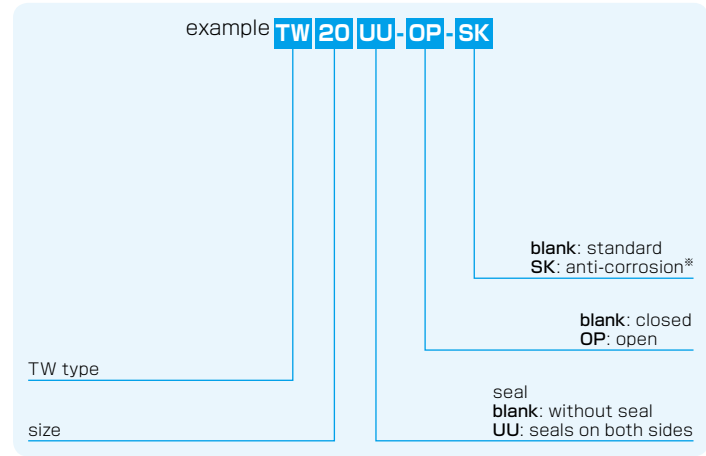 example TW 20 UU - OP - SK
blank: standard
SK: anti-corrosion※
blank: closed
OP: open
TW type
seal
blank: without seal
size
UU: seals on both sides